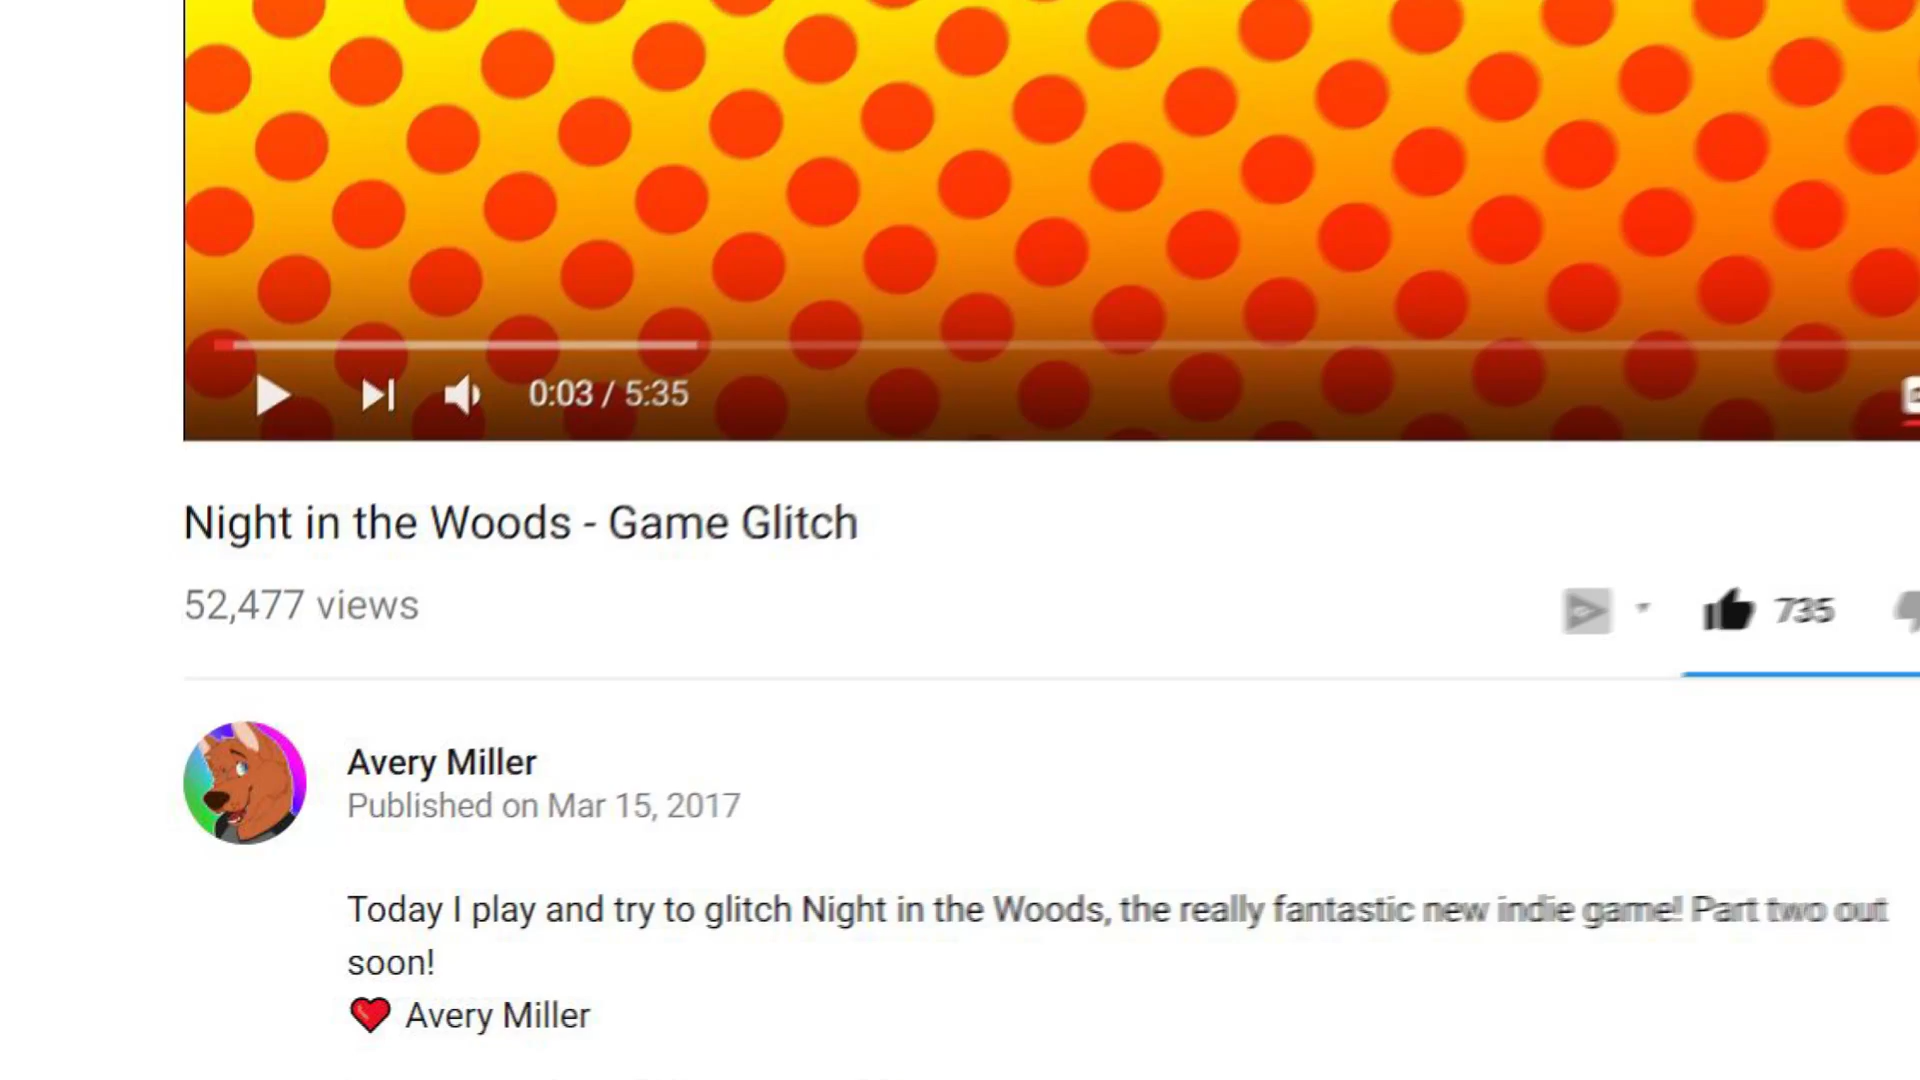 0:03 / 5:35
Night in the Woods - Game Glitch
52,477 views
735
Avery Miller
Published on Mar 15, 2017
Today I play and try to glitch Night in the Woods, the really fantastic new indie game! Part two out
soon!
Avery Miller